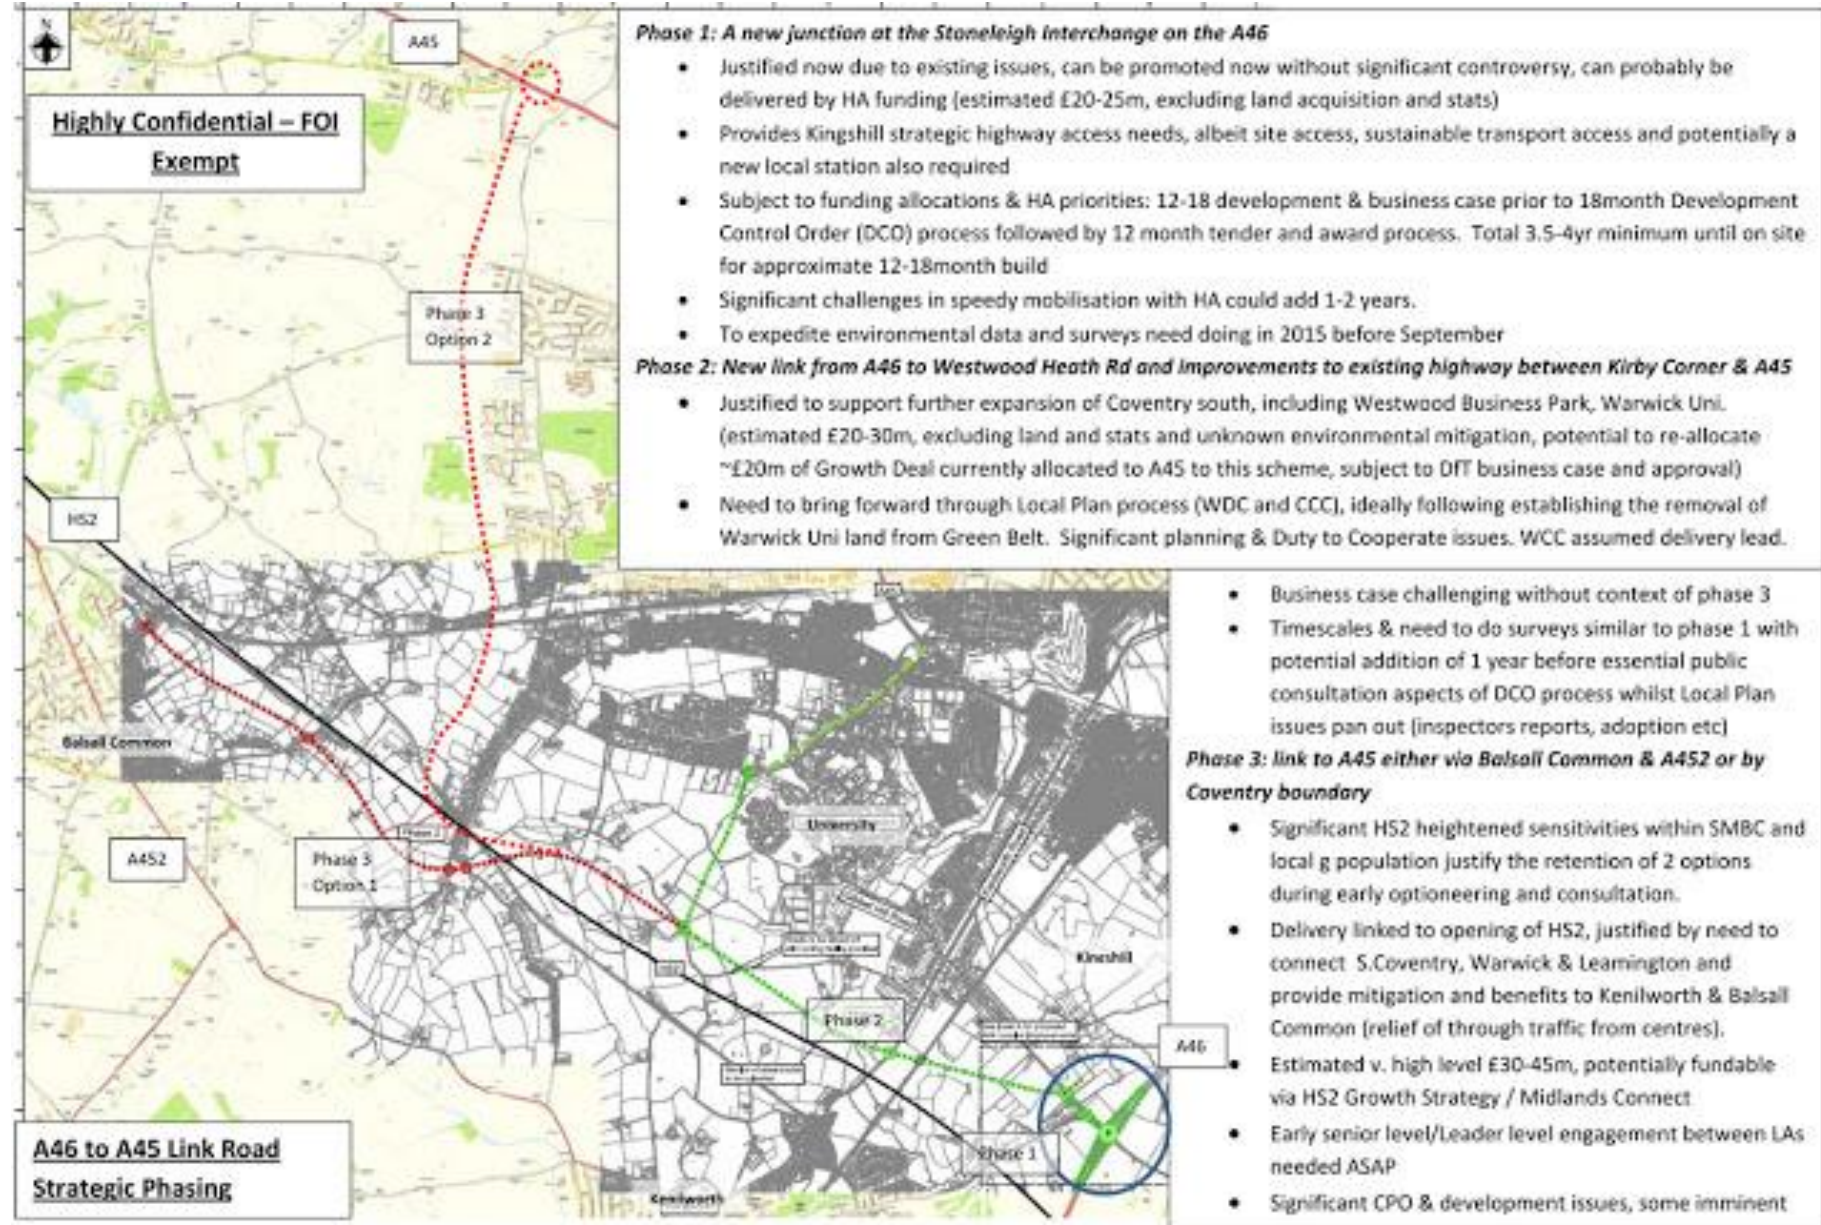 N
A45
Highly Confidential – FOI
Exempt
Phase 3
Option 2
HS2
Phase 1: A new junction at the Stoneleigh Interchange on the A46
• Justified now due to existing issues, can be promoted now without significant controversy, can probably be
delivered by HA funding (estimated £20-25m, excluding land acquisition and stats)
• Provides Kingshill strategic highway access needs, albeit site access, sustainable transport access and potentially a
new local station also required
• Subject to funding allocations & HA priorities: 12-18 development & business case prior to 18month Development
Control Order (DCO) process followed by 12 month tender and award process. Total 3.5-4yr minimum until on site
for approximate 12-18month build
• Significant challenges in speedy mobilisation with HA could add 1-2 years.
• To expedite environmental data and surveys need doing in 2015 before September
Phase 2: New link from A46 to Westwood Heath Rd and improvements to existing highway between Kirby Corner & A45
• Justified to support further expansion of Coventry south, including Westwood Business Park, Warwick Uni.
(estimated £20-30m, excluding land and stats and unknown environmental mitigation, potential to re-allocate
~£20m of Growth Deal currently allocated to A45 to this scheme, subject to DfT business case and approval)
• Need to bring forward through Local Plan process (WDC and CCC), ideally following establishing the removal of
Warwick Uni land from Green Belt. Significant planning & Duty to Cooperate issues. WCC assumed delivery lead.
• Business case challenging without context of phase 3
• Timescales & need to do surveys similar to phase 1 with
potential addition of 1 year before essential public
consultation aspects of DCO process whilst Local Plan
issues pan out (inspectors reports, adoption etc)
Phase 3: link to A45 either via Balsall Common & A452 or by
Coventry boundary
• Significant HS2 heightened sensitivities within SMBC and
local g population justify the retention of 2 options
during early optioneering and consultation.
• Delivery linked to opening of HS2, justified by need to
connect S.Coventry, Warwick & Leamington and
provide mitigation and benefits to Kenilworth & Balsall
Common (relief of through traffic from centres).
• Estimated v. high level £30-45m, potentially fundable
via HS2 Growth Strategy / Midlands Connect
• Early senior level/Leader level engagement between LAs
needed ASAP
• Significant CPO & development issues, some imminent
Balsall Common
A452
Phase 3
Option 1
University
Kingshill
Phase 2
A46
Phase 1
Kenilworth
A46 to A45 Link Road
Strategic Phasing